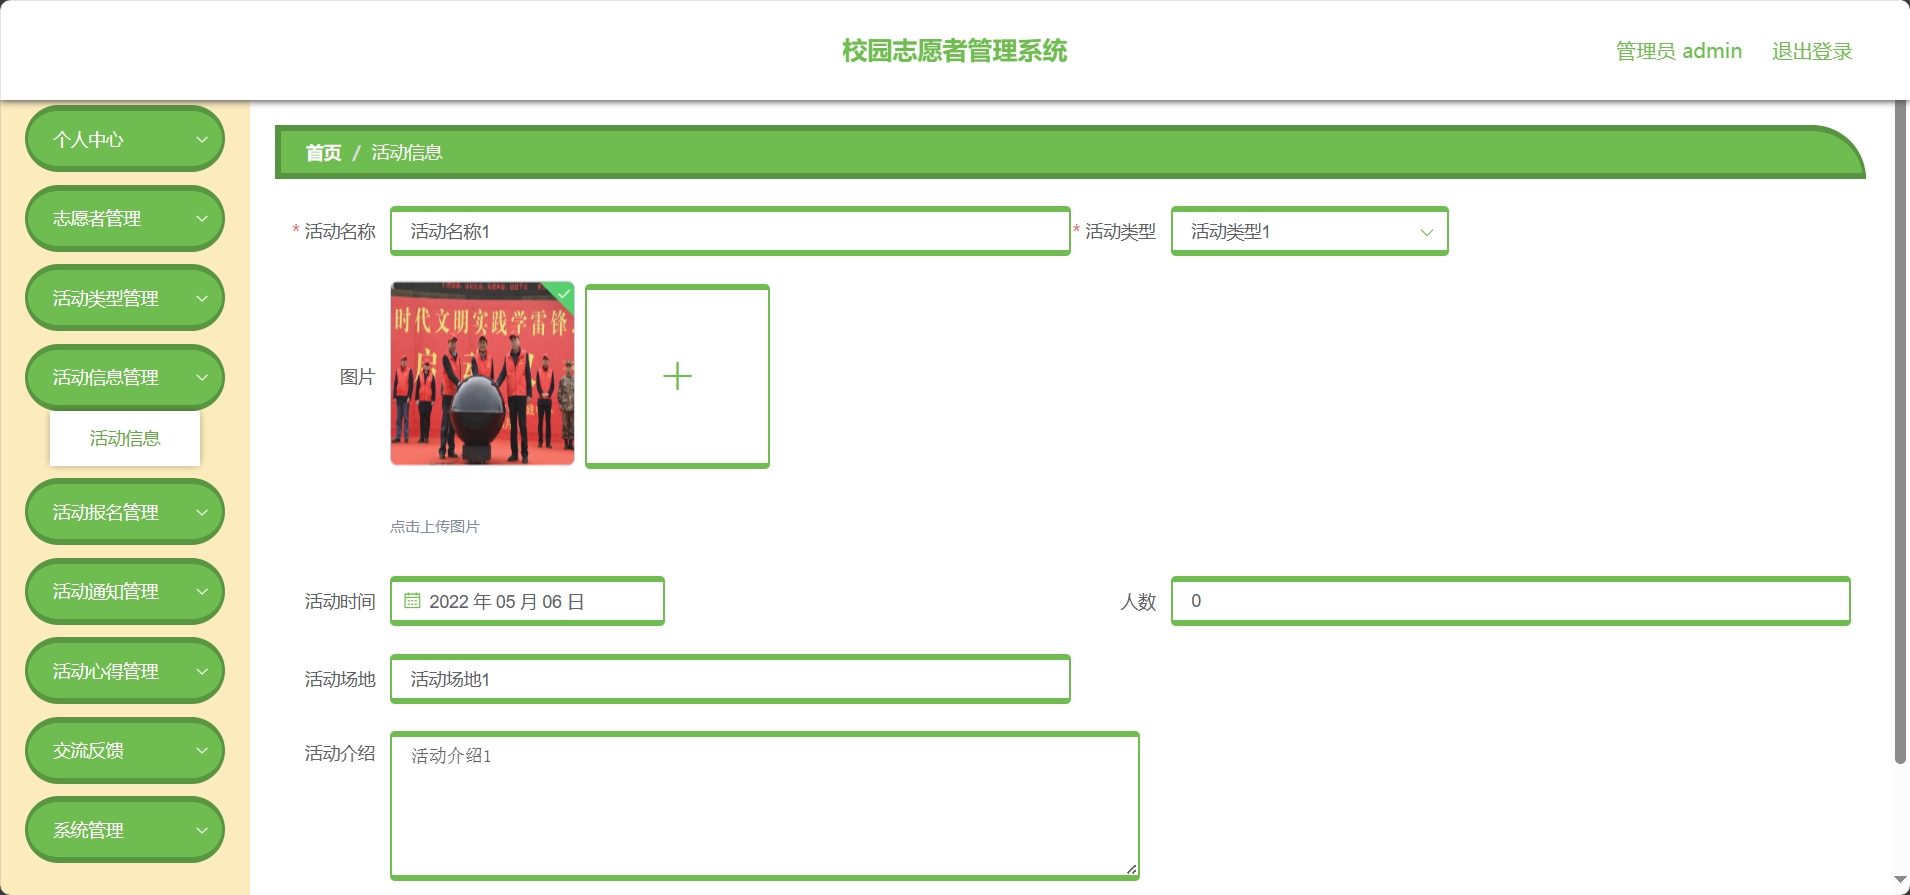 校园志愿者管理系统
管理员 admin
退出登录
个人中心
志愿者管理
活动类型管理
活动信息管理
活动信息
活动报名管理
活动通知管理
活动心得管理
交流反馈
系统管理
首页 / 活动信息
* 活动名称 活动名称1
* 活动类型 活动类型1
图片
时代文明实践学雷锋
点击上传图片
活动时间 2022 年 05 月 06 日
人数 0
活动场地 活动场地1
活动介绍 活动介绍1